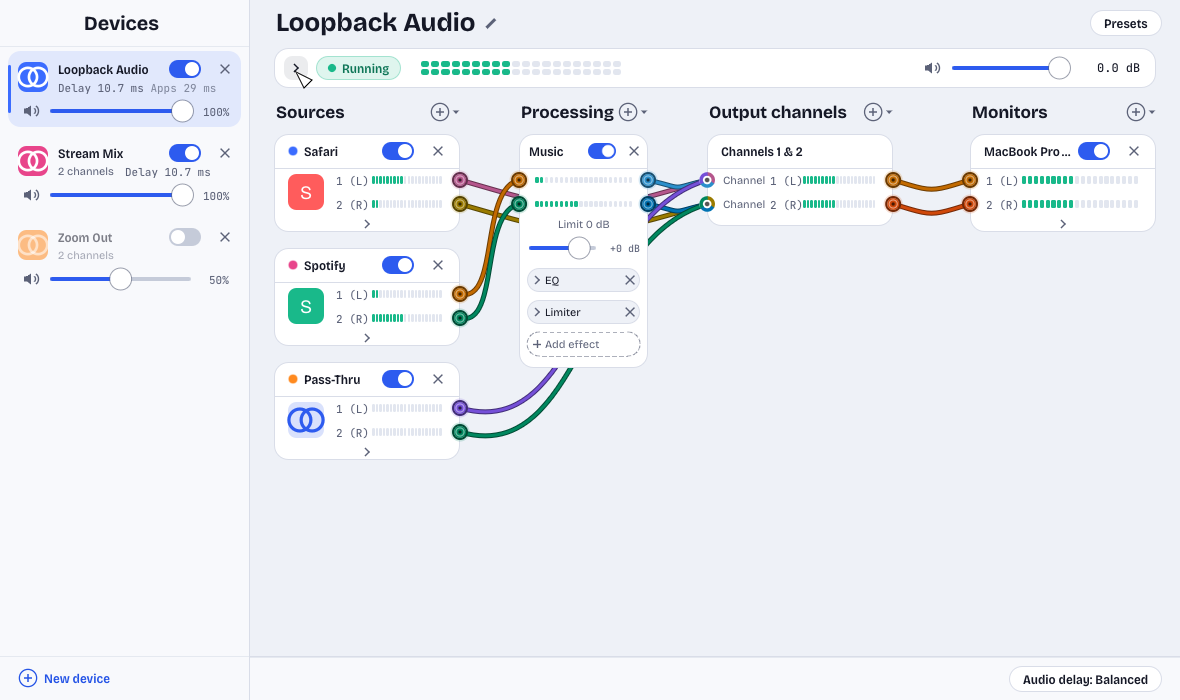 Devices
Loopback Audio
Delay 10.7 ms Apps 29 ms
100%
Stream Mix
2 channels Delay 10.7 ms
100%
Zoom Out
2 channels
50%
New device
Loopback Audio
Presets
Running
0.0 dB
Sources
Processing
Output channels
Monitors
Safari
S
1 (L)
2 (R)
Spotify
S
1 (L)
2 (R)
Pass-Thru
1 (L)
2 (R)
Music
Limit 0 dB
+0 dB
EQ
Limiter
Add effect
Channels 1 & 2
Channel 1 (L)
Channel 2 (R)
MacBook Pro ...
1 (L)
2 (R)
Audio delay: Balanced